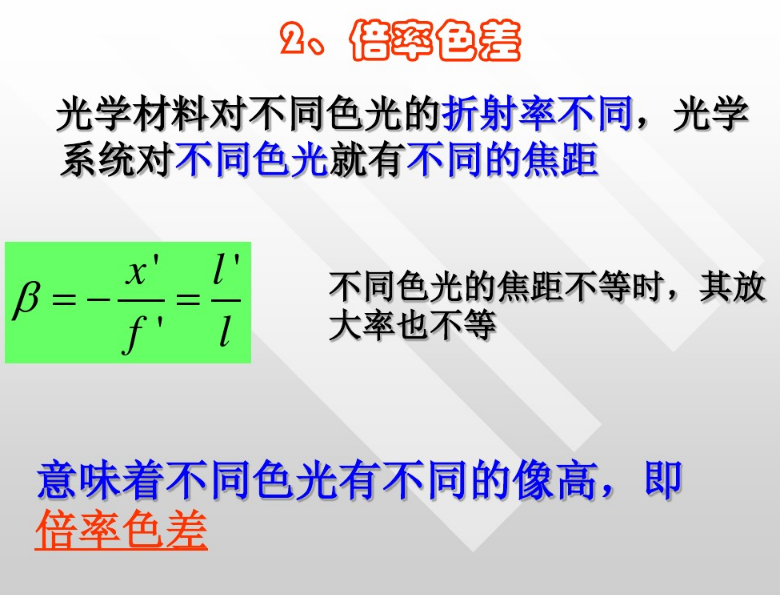 2、倍率色差
光学材料对不同色光的折射率不同，光学
系统对不同色光就有不同的焦距
β = - x' / f' = l' / l
不同色光的焦距不等时，其放
大率也不等
意味着不同色光有不同的像高，即
倍率色差